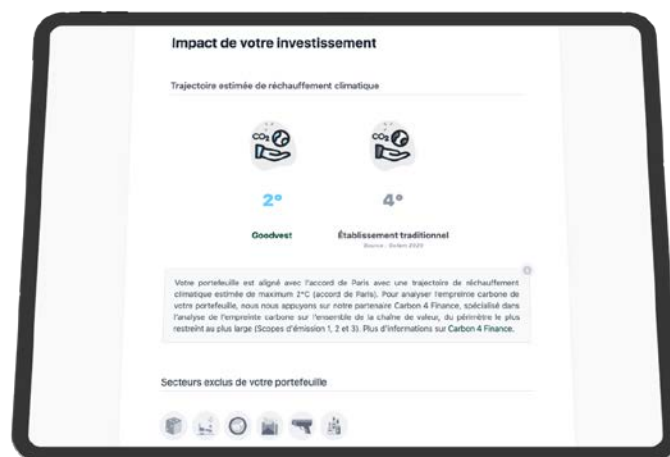 Impact de votre investissement
Trajectoire estimée de réchauffement climatique
CO₂
CO₂
2°
4°
Goodvest
Établissement traditionnel
Votre portefeuille est aligné avec l'accord de Paris avec une trajectoire de réchauffement
climatique estimée de maximum 2°C (accord de Paris). Pour analyser l'empreinte carbone de
votre portefeuille, nous nous appuyons sur notre partenaire Carbon 4 Finance, spécialisé dans
l'analyse de l'empreinte carbone sur l'ensemble de la chaîne de valeur, du périmètre le plus
restreint au plus large (Scopes d'émission 1, 2 et 3). Plus d'informations sur Carbon 4 Finance.
Secteurs exclus de votre portefeuille